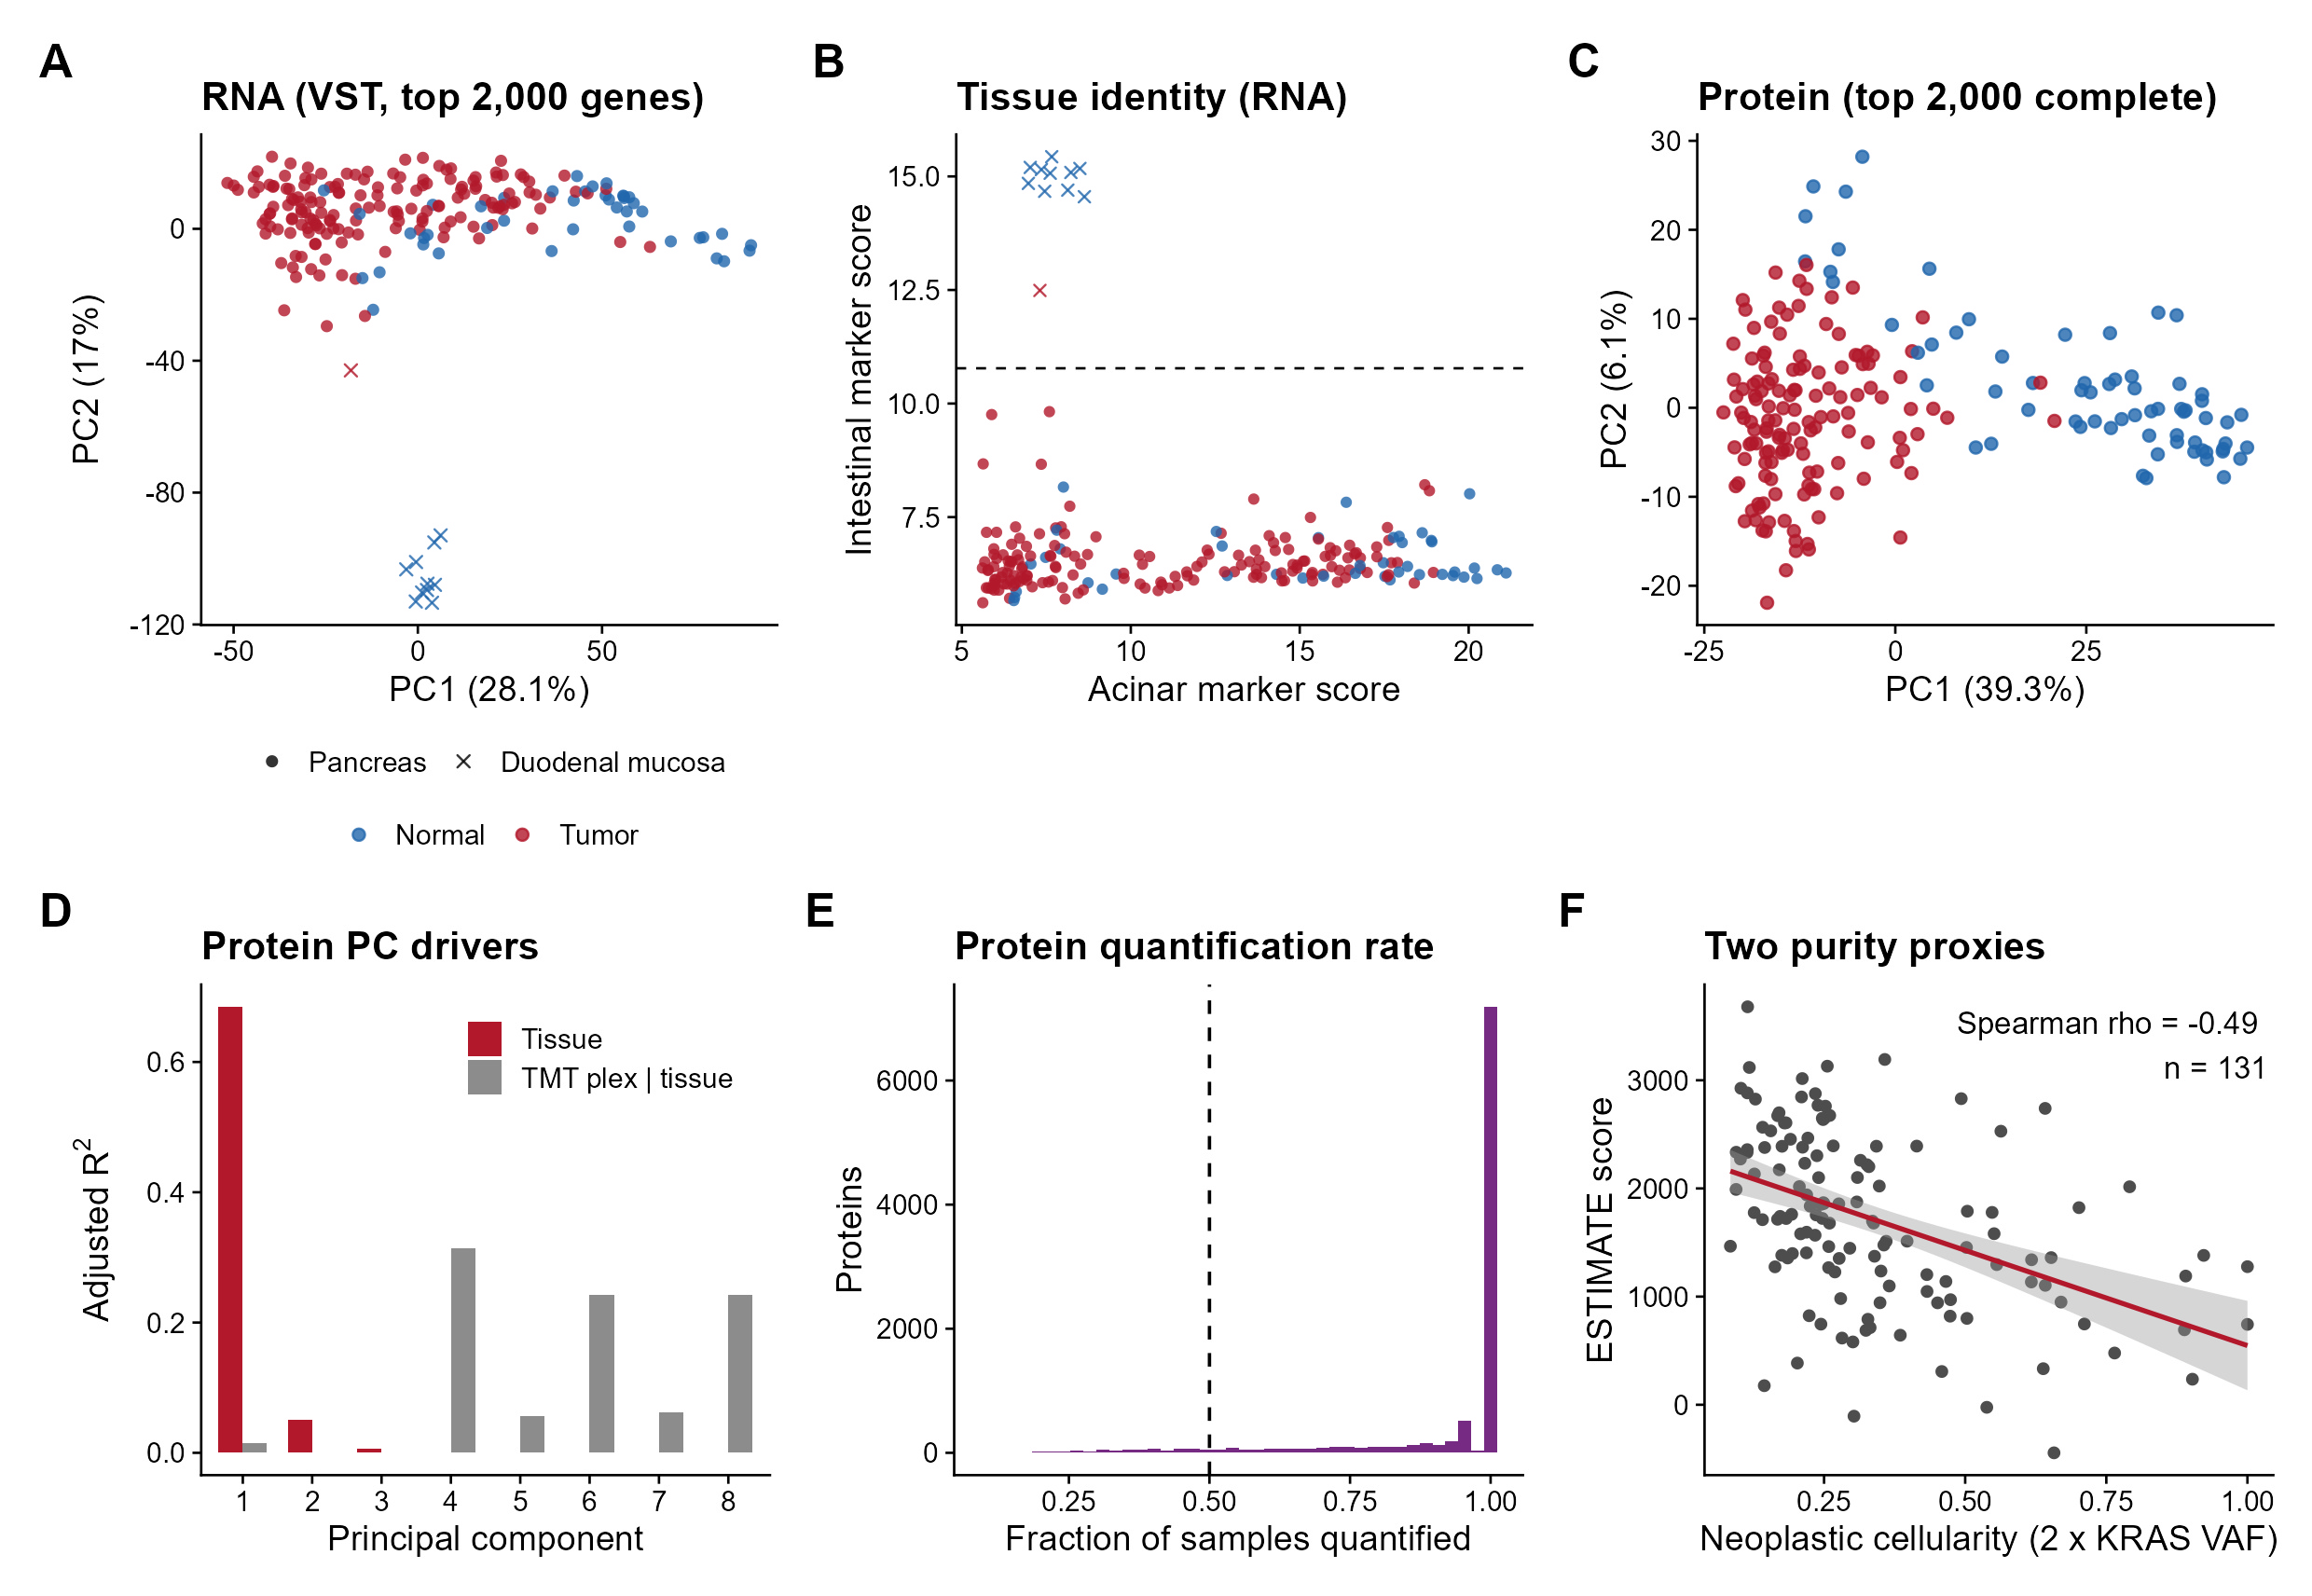 A
RNA (VST, top 2,000 genes)
PC2 (17%)
0
-40
-80
-120
-50
0
50
PC1 (28.1%)
Pancreas
Duodenal mucosa
Normal
Tumor
B
Tissue identity (RNA)
Intestinal marker score
15.0
12.5
10.0
7.5
5
10
15
20
Acinar marker score
C
Protein (top 2,000 complete)
PC2 (6.1%)
30
20
10
0
-10
-20
-25
0
25
PC1 (39.3%)
D
Protein PC drivers
Adjusted R²
0.6
0.4
0.2
0.0
Tissue
TMT plex | tissue
1
2
3
4
5
6
7
8
Principal component
E
Protein quantification rate
Proteins
6000
4000
2000
0
0.25
0.50
0.75
1.00
Fraction of samples quantified
F
Two purity proxies
ESTIMATE score
3000
2000
1000
0
Spearman rho = -0.49
n = 131
0.25
0.50
0.75
1.00
Neoplastic cellularity (2 x KRAS VAF)